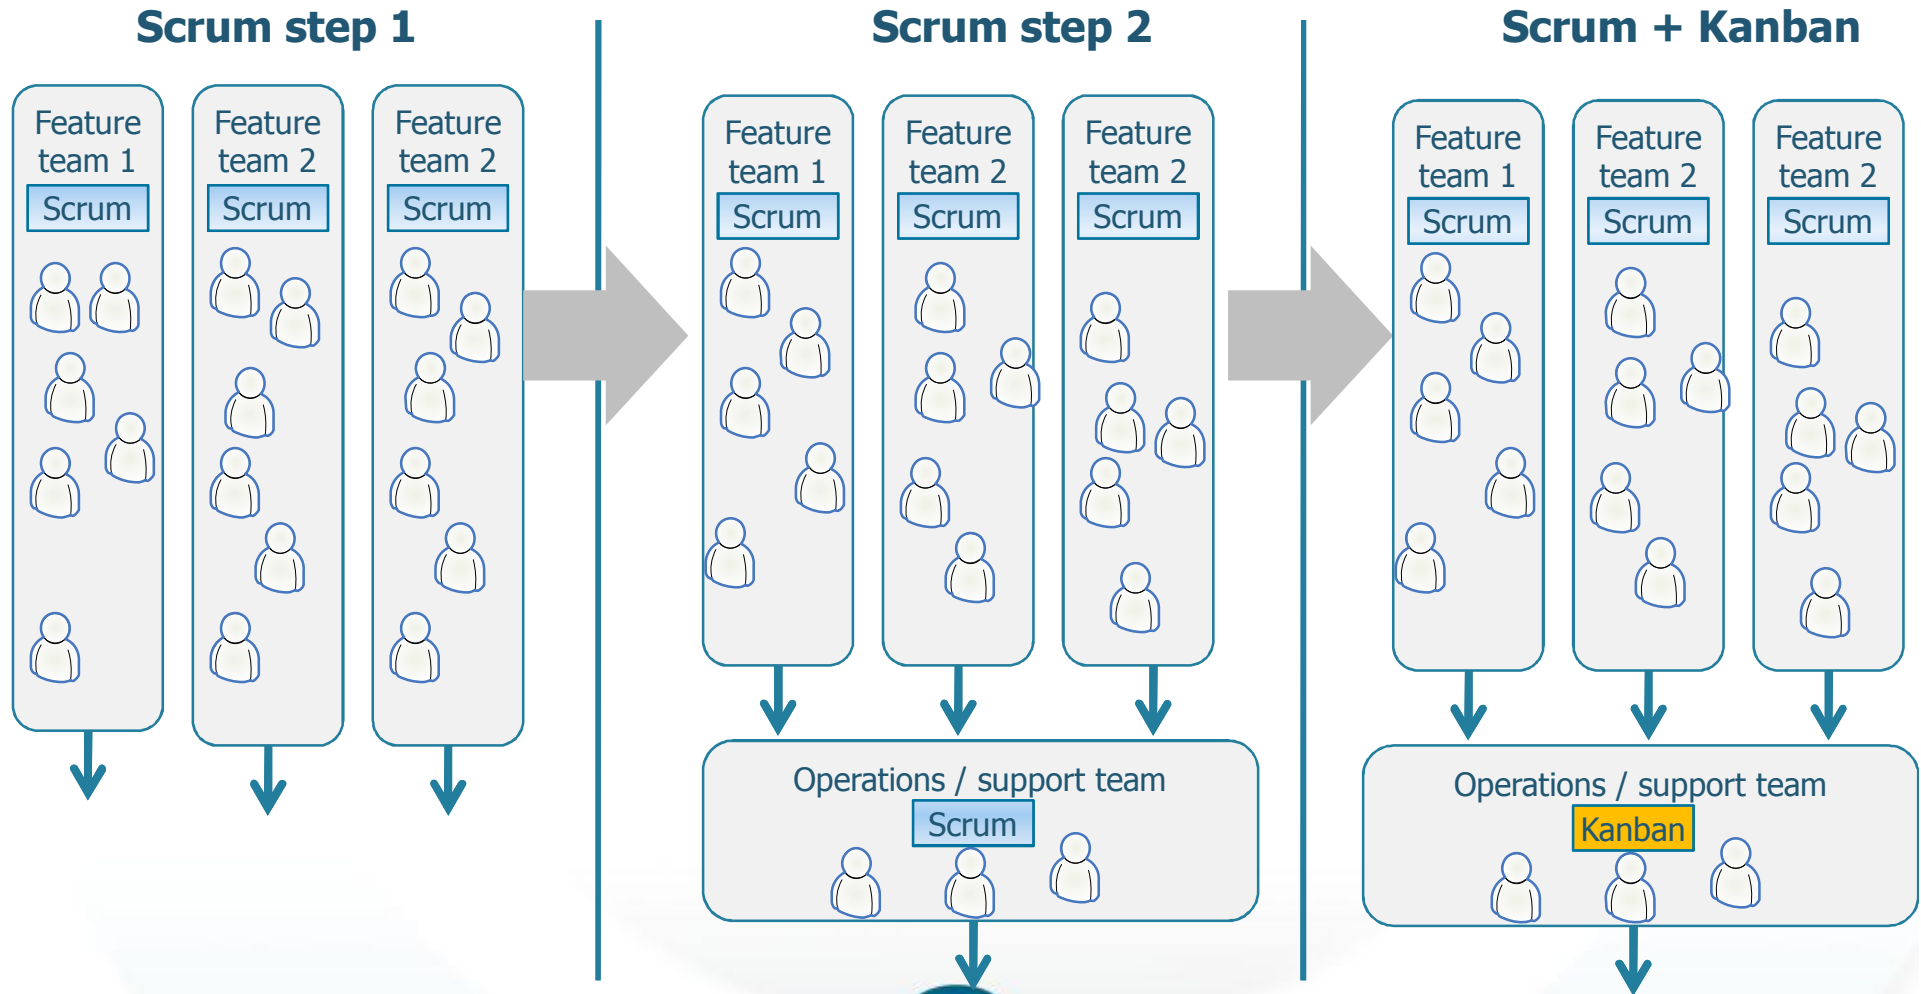 Scrum step 1
Feature
team 1
Scrum
Feature
team 2
Scrum
Feature
team 2
Scrum
Scrum step 2
Feature
team 1
Scrum
Feature
team 2
Scrum
Feature
team 2
Scrum
Operations / support team
Scrum
Scrum + Kanban
Feature
team 1
Scrum
Feature
team 2
Scrum
Feature
team 2
Scrum
Operations / support team
Kanban